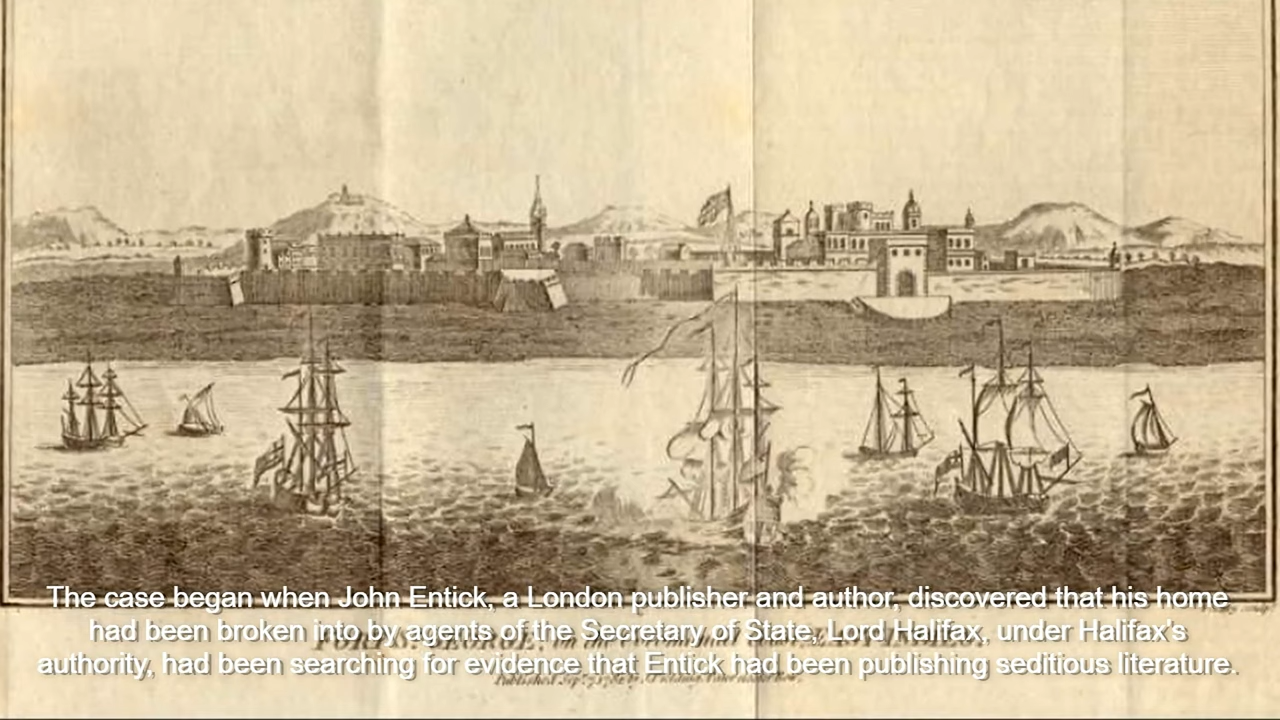 The case began when John Entick, a London publisher and author, discovered that his home
had been broken into by agents of the Secretary of State, Lord Halifax, under Halifax's
authority, had been searching for evidence that Entick had been publishing seditious literature.
Published Sep.